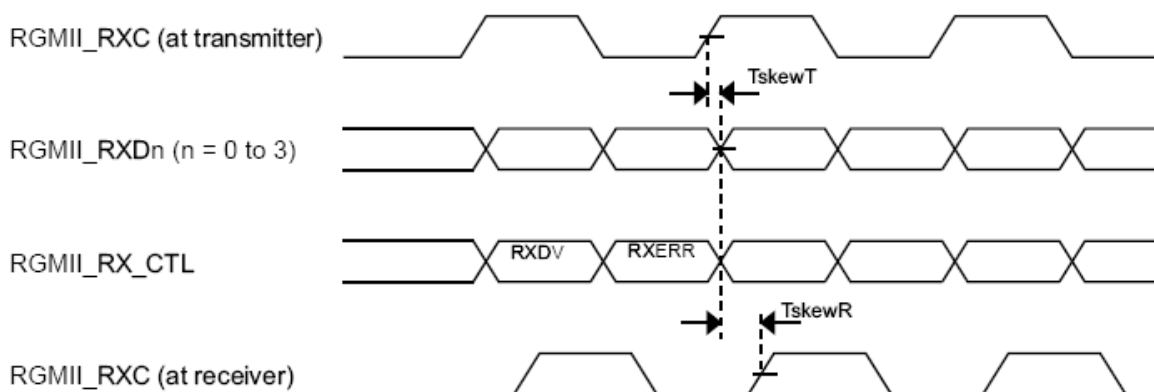 RGMII_RXC (at transmitter)
TskewT
RGMII_RXDn (n = 0 to 3)
RGMII_RX_CTL
RXDV
RXERR
TskewR
RGMII_RXC (at receiver)